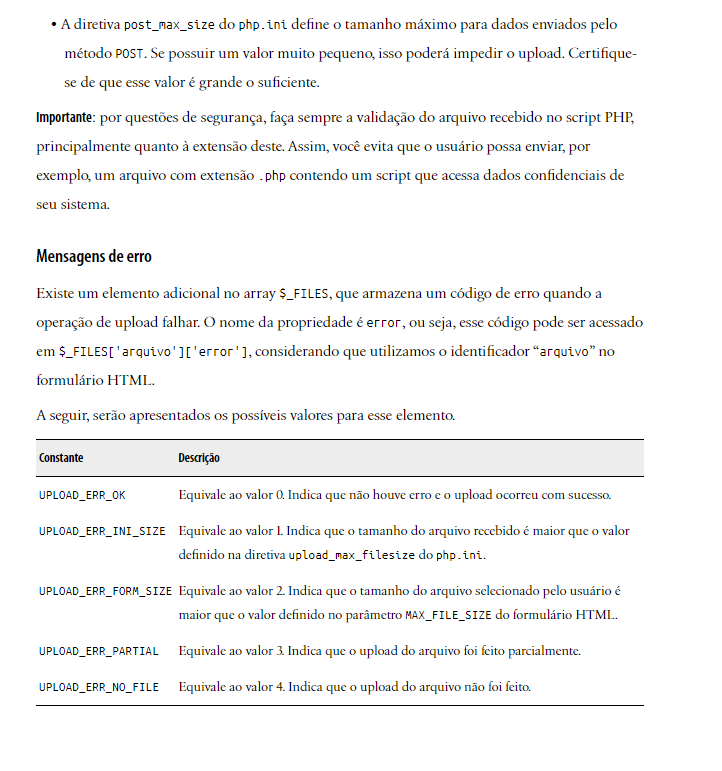 • A diretiva post_max_size do php.ini define o tamanho máximo para dados enviados pelo
método POST. Se possuir um valor muito pequeno, isso poderá impedir o upload. Certifique-
se de que esse valor é grande o suficiente.
Importante: por questões de segurança, faça sempre a validação do arquivo recebido no script PHP,
principalmente quanto à extensão deste. Assim, você evita que o usuário possa enviar, por
exemplo, um arquivo com extensão .php contendo um script que acessa dados confidenciais de
seu sistema.
Mensagens de erro
Existe um elemento adicional no array $_FILES, que armazena um código de erro quando a
operação de upload falhar. O nome da propriedade é error, ou seja, esse código pode ser acessado
em $_FILES['arquivo']['error'], considerando que utilizamos o identificador “arquivo” no
formulário HTML.
A seguir, serão apresentados os possíveis valores para esse elemento.
Constante Descrição
UPLOAD_ERR_OK Equivale ao valor 0. Indica que não houve erro e o upload ocorreu com sucesso.
UPLOAD_ERR_INI_SIZE Equivale ao valor 1. Indica que o tamanho do arquivo recebido é maior que o valor
definido na diretiva upload_max_filesize do php.ini.
UPLOAD_ERR_FORM_SIZE Equivale ao valor 2. Indica que o tamanho do arquivo selecionado pelo usuário é
maior que o valor definido no parâmetro MAX_FILE_SIZE do formulário HTML.
UPLOAD_ERR_PARTIAL Equivale ao valor 3. Indica que o upload do arquivo foi feito parcialmente.
UPLOAD_ERR_NO_FILE Equivale ao valor 4. Indica que o upload do arquivo não foi feito.